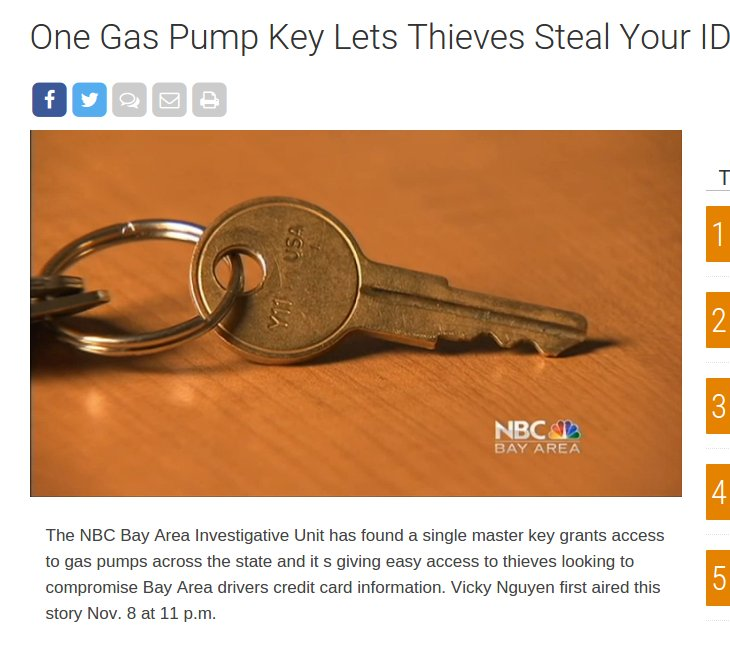 One Gas Pump Key Lets Thieves Steal Your ID
f
USA
Y11
NBC
BAY AREA
The NBC Bay Area Investigative Unit has found a single master key grants access
to gas pumps across the state and it s giving easy access to thieves looking to
compromise Bay Area drivers credit card information. Vicky Nguyen first aired this
story Nov. 8 at 11 p.m.
T
1
2
3
4
5